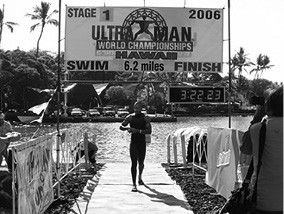 STAGE 1 2006
ULTRAMAN
WORLD CHAMPIONSHIPS
HAWAII
SWIM 6.2 miles FINISH
3:22:23